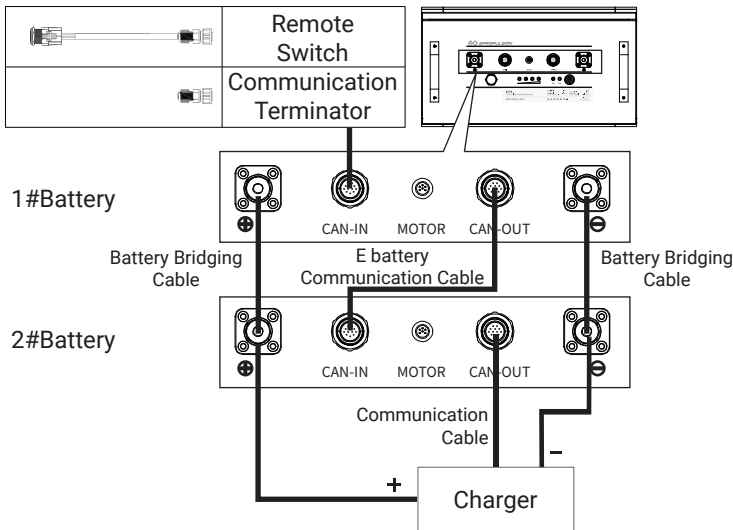 Remote
Switch
Communication
Terminator
EPROPULSION
1#Battery
CAN-IN
MOTOR
CAN-OUT
Battery Bridging
Cable
E battery
Communication Cable
Battery Bridging
Cable
2#Battery
CAN-IN
MOTOR
CAN-OUT
Communication
Cable
+
−
Charger